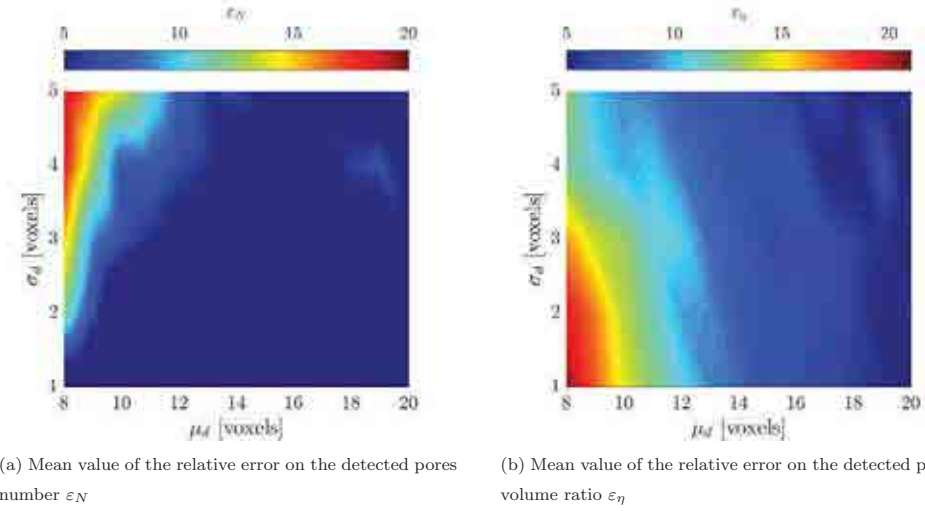 ε_N
5 10 15 20
5
4
3
2
1
σ_d [voxels]
8 10 12 14 16 18 20
μ_d [voxels]
(a) Mean value of the relative error on the detected pores
number ε_N
ε_η
5 10 15 20
5
4
3
2
1
σ_d [voxels]
8 10 12 14 16 18 20
μ_d [voxels]
(b) Mean value of the relative error on the detected p
volume ratio ε_η